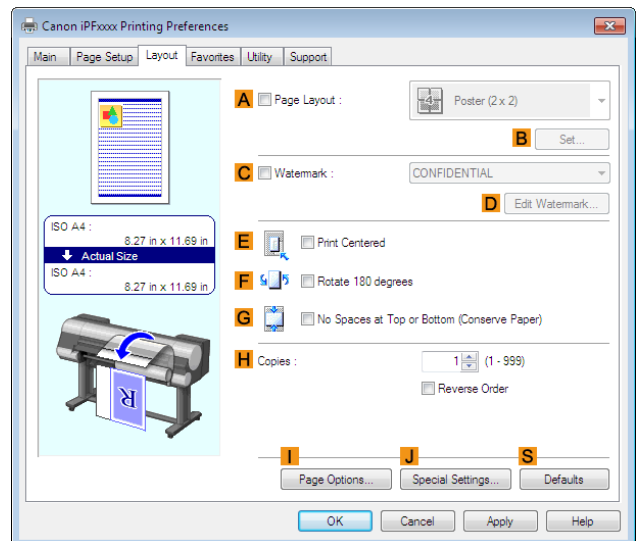 Canon iPFxxxx Printing Preferences
Main Page Setup Layout Favorites Utility Support
A Page Layout : 4 Poster (2 x 2)
B Set...
C Watermark : CONFIDENTIAL
D Edit Watermark...
ISO A4 :
8.27 in x 11.69 in
Actual Size
ISO A4 :
8.27 in x 11.69 in
E Print Centered
F Rotate 180 degrees
G No Spaces at Top or Bottom (Conserve Paper)
H Copies : 1 (1 - 999)
Reverse Order
R
I J S
Page Options... Special Settings... Defaults
OK Cancel Apply Help